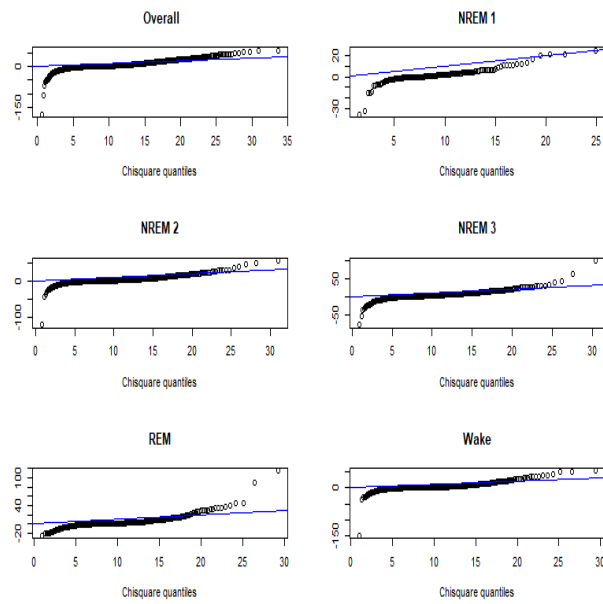 Overall
0
-150
0 5 10 15 20 25 30 35
Chisquare quantiles
NREM 1
20
0
-30
5 10 15 20 25
Chisquare quantiles
NREM 2
0
-100
0 5 10 15 20 25 30
Chisquare quantiles
NREM 3
50
-50
0 5 10 15 20 25 30
Chisquare quantiles
REM
100
40
-20
0 5 10 15 20 25 30
Chisquare quantiles
Wake
0
-150
0 5 10 15 20 25 30
Chisquare quantiles